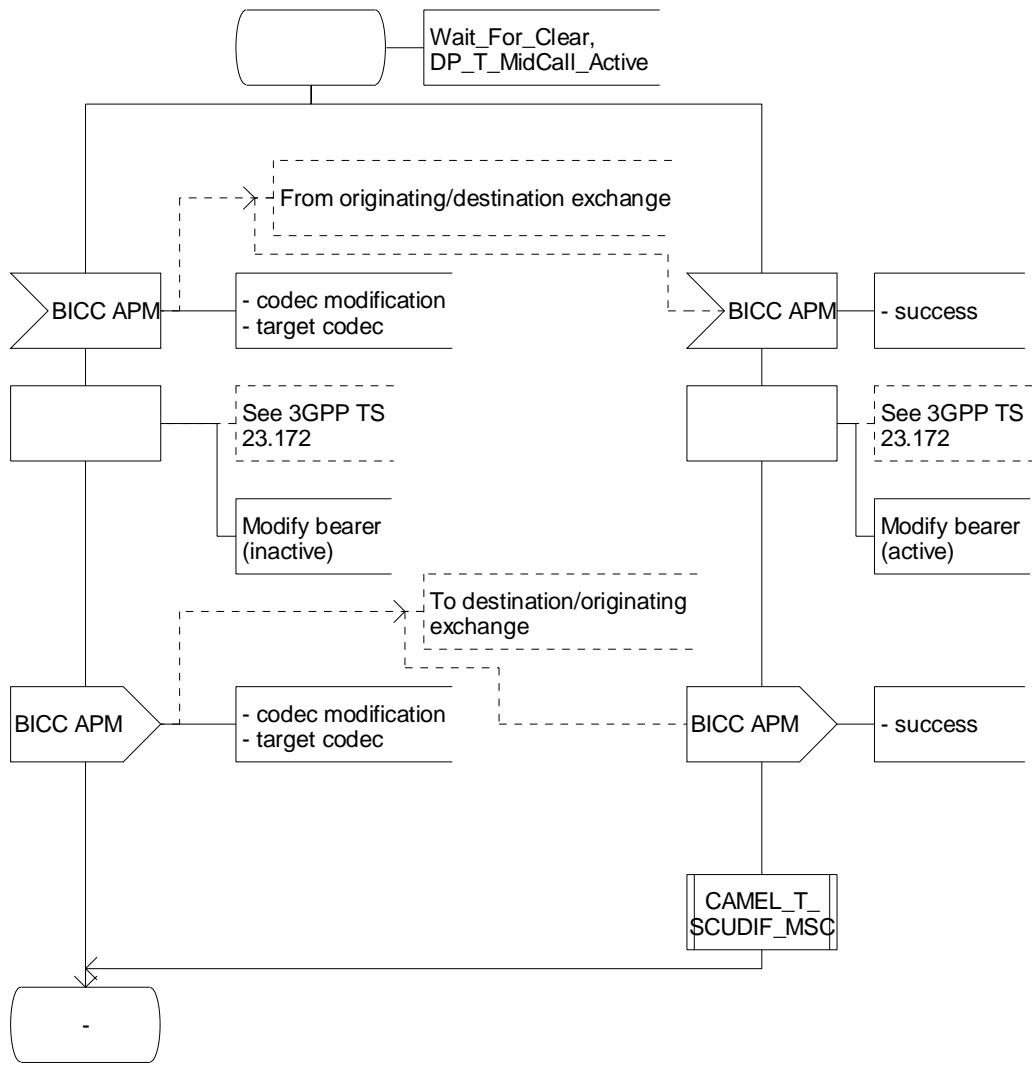 Wait_For_Clear,
DP_T_MidCall_Active
From originating/destination exchange
BICC APM
- codec modification
- target codec
BICC APM
- success
See 3GPP TS
23.172
See 3GPP TS
23.172
Modify bearer
(inactive)
Modify bearer
(active)
To destination/originating
exchange
BICC APM
- codec modification
- target codec
BICC APM
- success
CAMEL_T_
SCUDIF_MSC
-